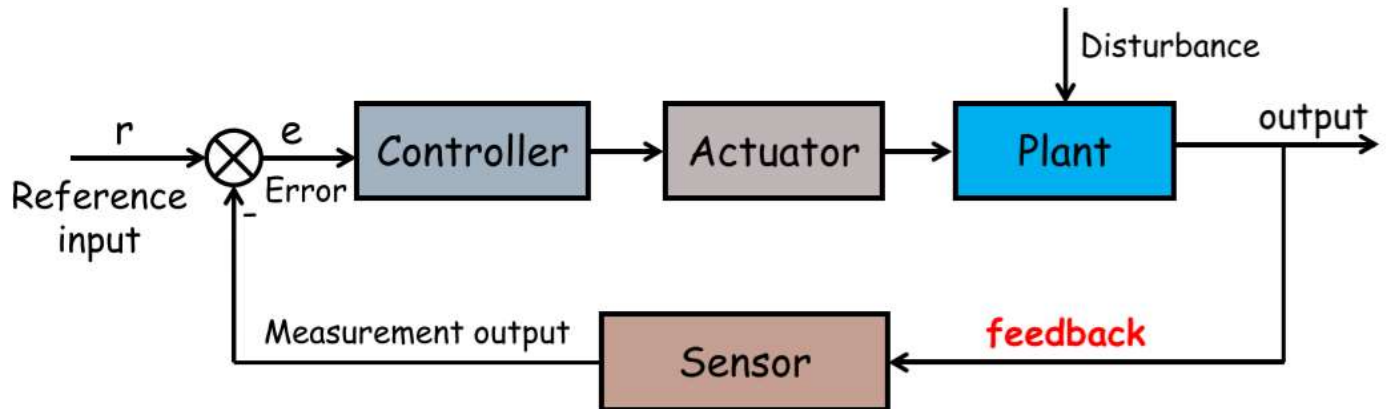 Disturbance
r
e
Controller
Actuator
Plant
output
Reference
input
Error
-
Measurement output
Sensor
feedback